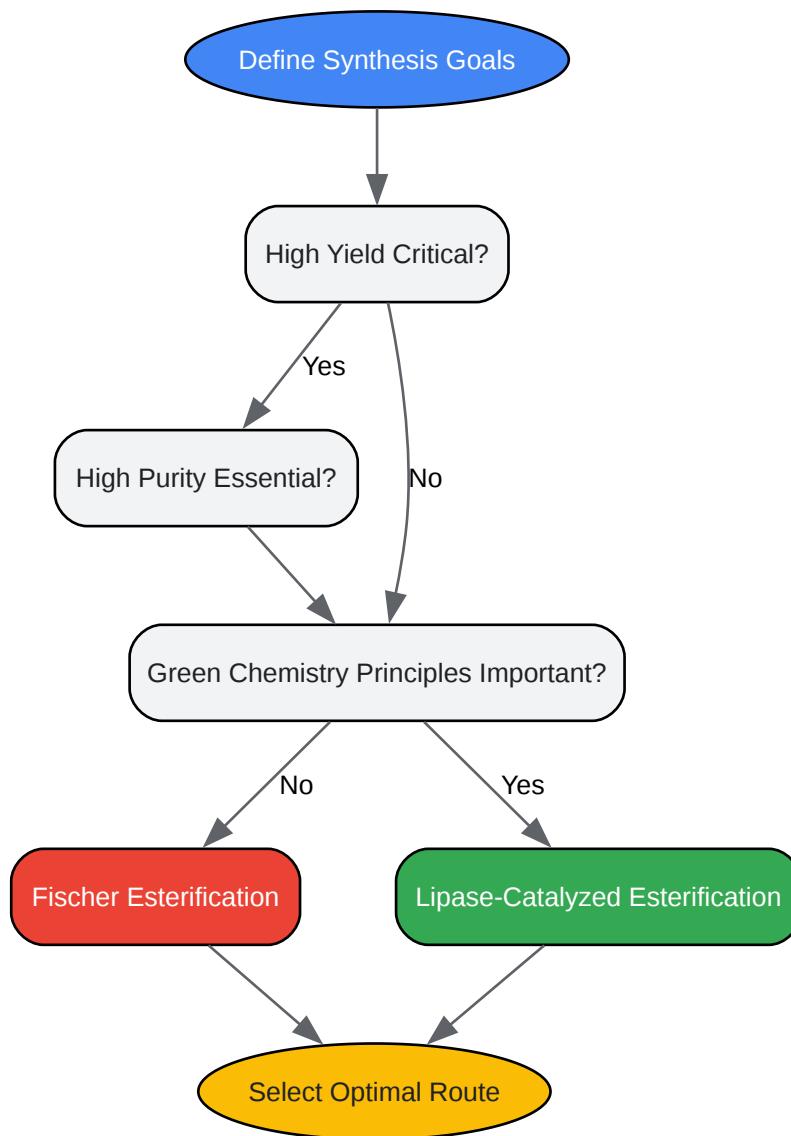 Define Synthesis Goals
High Yield Critical?
Yes
High Purity Essential?
No
Green Chemistry Principles Important?
No
Yes
Fischer Esterification
Lipase-Catalyzed Esterification
Select Optimal Route